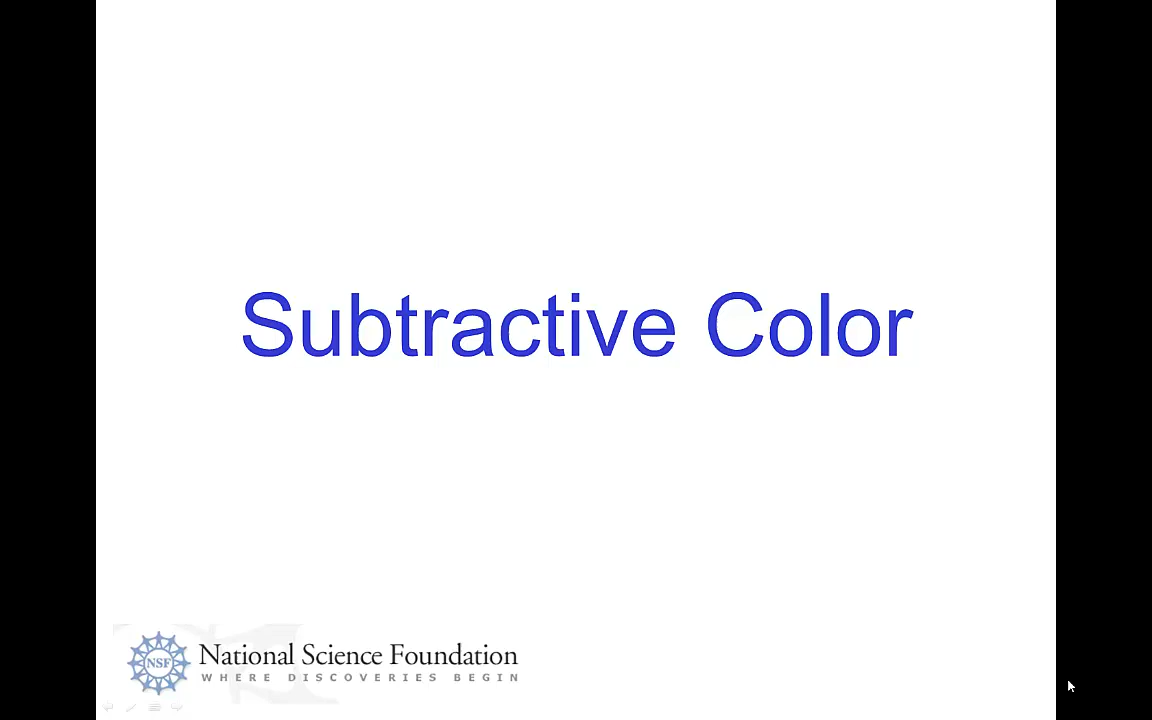 Subtractive Color
NSF
National Science Foundation
WHERE DISCOVERIES BEGIN